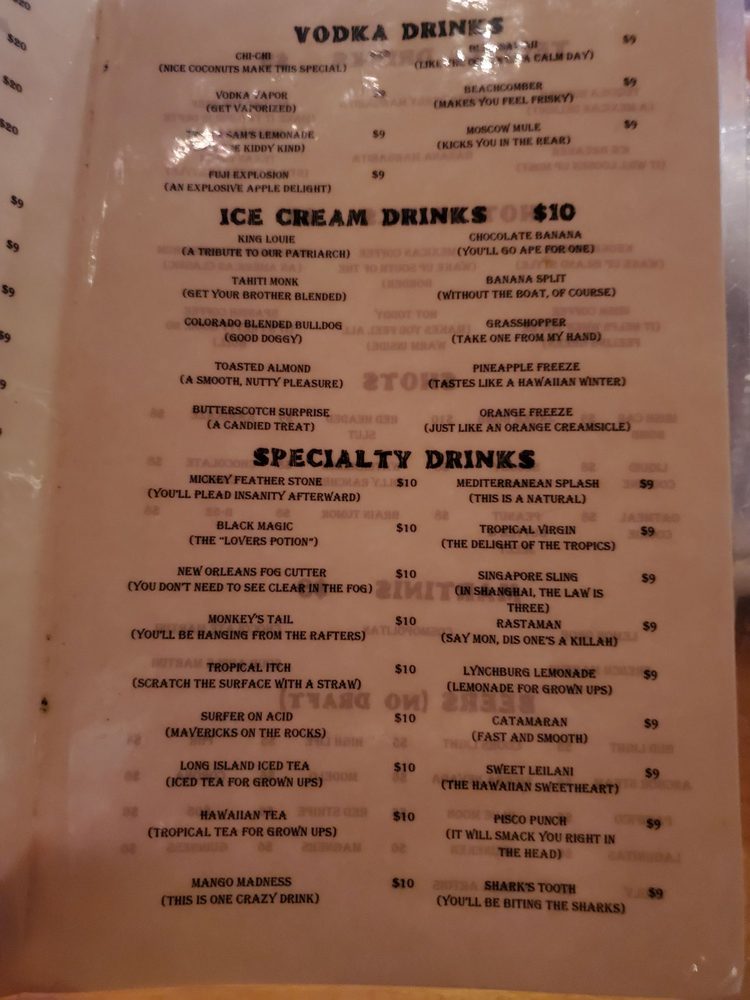 VODKA DRINKS
CHI-CHI
(NICE COCONUTS MAKE THIS SPECIAL)
VODKA VAPOR $9
(GET VAPORIZED)
SAM'S LEMONADE $9
KIDDY KIND)
FUJI EXPLOSION $9
(AN EXPLOSIVE APPLE DELIGHT)
$9
A CALM DAY)
BEACHCOMBER $9
(MAKES YOU FEEL FRISKY)
MOSCOW MULE $9
(KICKS YOU IN THE REAR)
ICE CREAM DRINKS $10
KING LOUIE
(A TRIBUTE TO OUR PATRIARCH)
TAHITI MONK
(GET YOUR BROTHER BLENDED)
COLORADO BLENDED BULLDOG
(GOOD DOGGY)
TOASTED ALMOND
(A SMOOTH, NUTTY PLEASURE)
BUTTERSCOTCH SURPRISE
(A CANDIED TREAT)
CHOCOLATE BANANA
(YOU'LL GO APE FOR ONE)
BANANA SPLIT
(WITHOUT THE BOAT, OF COURSE)
GRASSHOPPER
(TAKE ONE FROM MY HAND)
PINEAPPLE FREEZE
(TASTES LIKE A HAWAIIAN WINTER)
ORANGE FREEZE
(JUST LIKE AN ORANGE CREAMSICLE)
SPECIALTY DRINKS
MICKEY FEATHER STONE $10
(YOU'LL PLEAD INSANITY AFTERWARD)
BLACK MAGIC $10
(THE "LOVERS POTION")
NEW ORLEANS FOG CUTTER $10
(YOU DON'T NEED TO SEE CLEAR IN THE FOG)
MONKEY'S TAIL $10
(YOU'LL BE HANGING FROM THE RAFTERS)
TROPICAL ITCH $10
(SCRATCH THE SURFACE WITH A STRAW)
SURFER ON ACID $10
(MAVERICKS ON THE ROCKS)
LONG ISLAND ICED TEA $10
(ICED TEA FOR GROWN UPS)
HAWAIIAN TEA $10
(TROPICAL TEA FOR GROWN UPS)
MANGO MADNESS $10
(THIS IS ONE CRAZY DRINK)
MEDITERRANEAN SPLASH $9
(THIS IS A NATURAL)
TROPICAL VIRGIN $9
(THE DELIGHT OF THE TROPICS)
SINGAPORE SLING $9
(IN SHANGHAI, THE LAW IS
THREE)
RASTAMAN $9
(SAY MON, DIS ONE'S A KILLAH)
LYNCHBURG LEMONADE $9
(LEMONADE FOR GROWN UPS)
CATAMARAN $9
(FAST AND SMOOTH)
SWEET LEILANI $9
(THE HAWAIIAN SWEETHEART)
PISCO PUNCH $9
(IT WILL SMACK YOU RIGHT IN
THE HEAD)
SHARK'S TOOTH $9
(YOU'LL BE BITING THE SHARKS)
$20
$20
$20
$9
$9
$9
$9